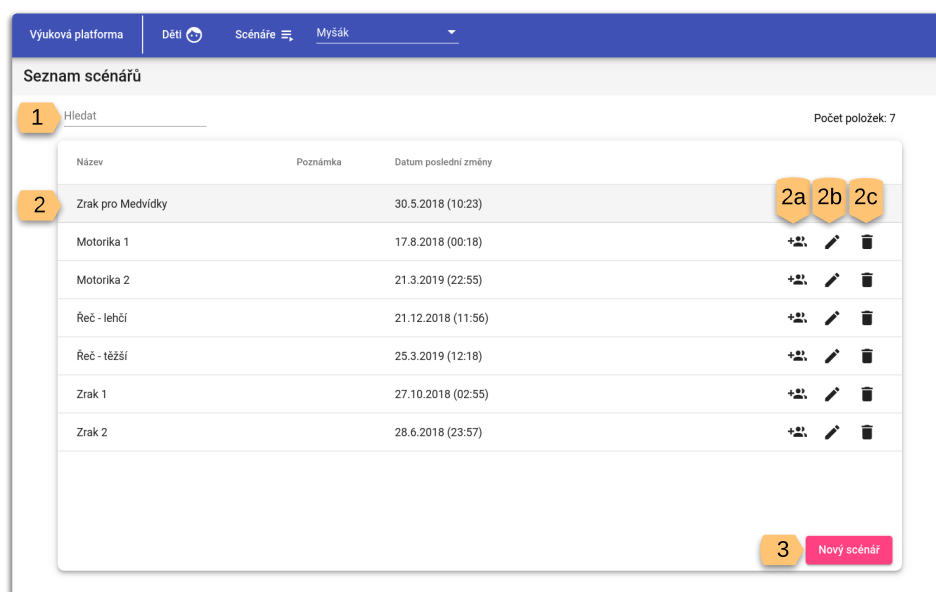 Výuková platforma Děti Scénáře Myšák
Seznam scénářů
1 Hledat Počet položek: 7
Název Poznámka Datum poslední změny
2 Zrak pro Medvídky 30.5.2018 (10:23) 2a 2b 2c
Motorika 1 17.8.2018 (00:18)
Motorika 2 21.3.2019 (22:55)
Řeč - lehčí 21.12.2018 (11:56)
Řeč - těžší 25.3.2019 (12:18)
Zrak 1 27.10.2018 (02:55)
Zrak 2 28.6.2018 (23:57)
3 Nový scénář